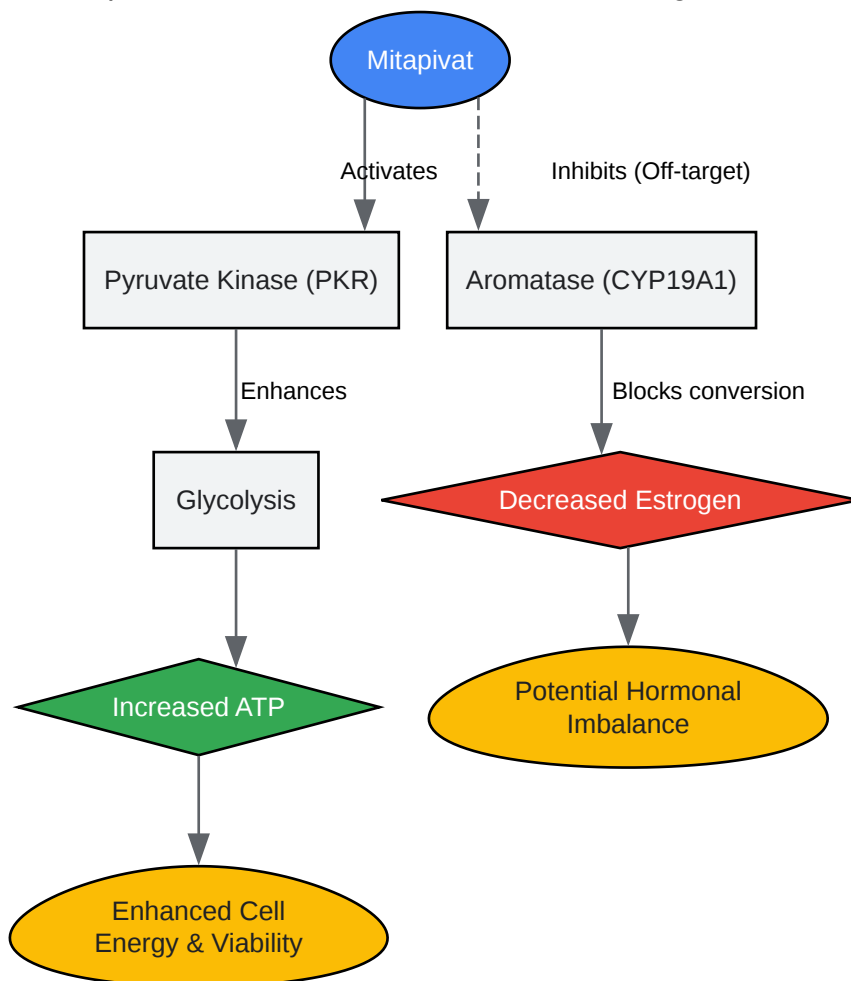 Mitapivat
Activates
Inhibits (Off-target)
Pyruvate Kinase (PKR)
Aromatase (CYP19A1)
Enhances
Blocks conversion
Glycolysis
Decreased Estrogen
Increased ATP
Potential Hormonal
Imbalance
Enhanced Cell
Energy & Viability